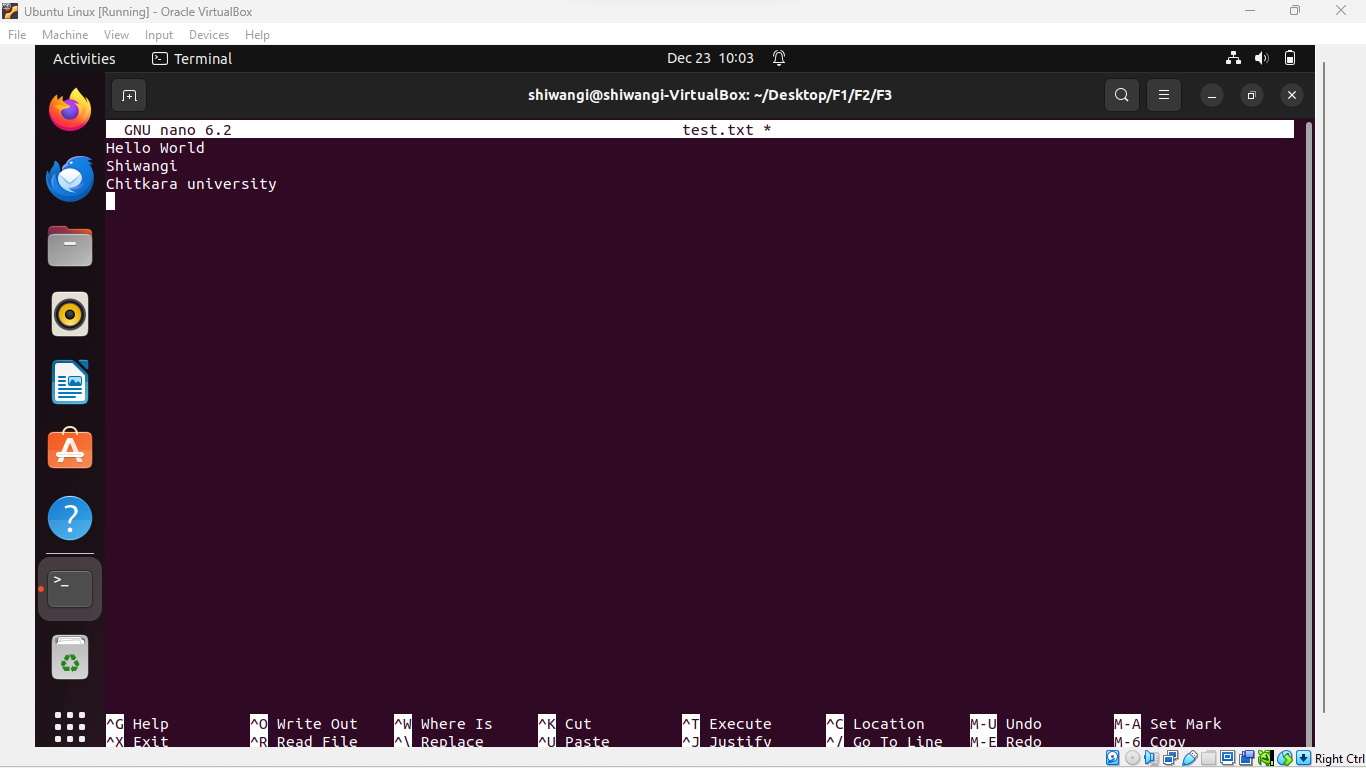 Ubuntu Linux [Running] - Oracle VirtualBox
File Machine View Input Devices Help
Activities Terminal Dec 23 10:03
shiwangi@shiwangi-VirtualBox: ~/Desktop/F1/F2/F3
GNU nano 6.2 test.txt *
Hello World
Shiwangi
Chitkara university
>_
^G Help ^O Write Out ^W Where Is ^K Cut ^T Execute ^C Location M-U Undo M-A Set Mark
^X Exit ^R Read File ^\ Replace ^U Paste ^J Justify ^/ Go To Line M-E Redo M-6 Copy
Right Ctrl